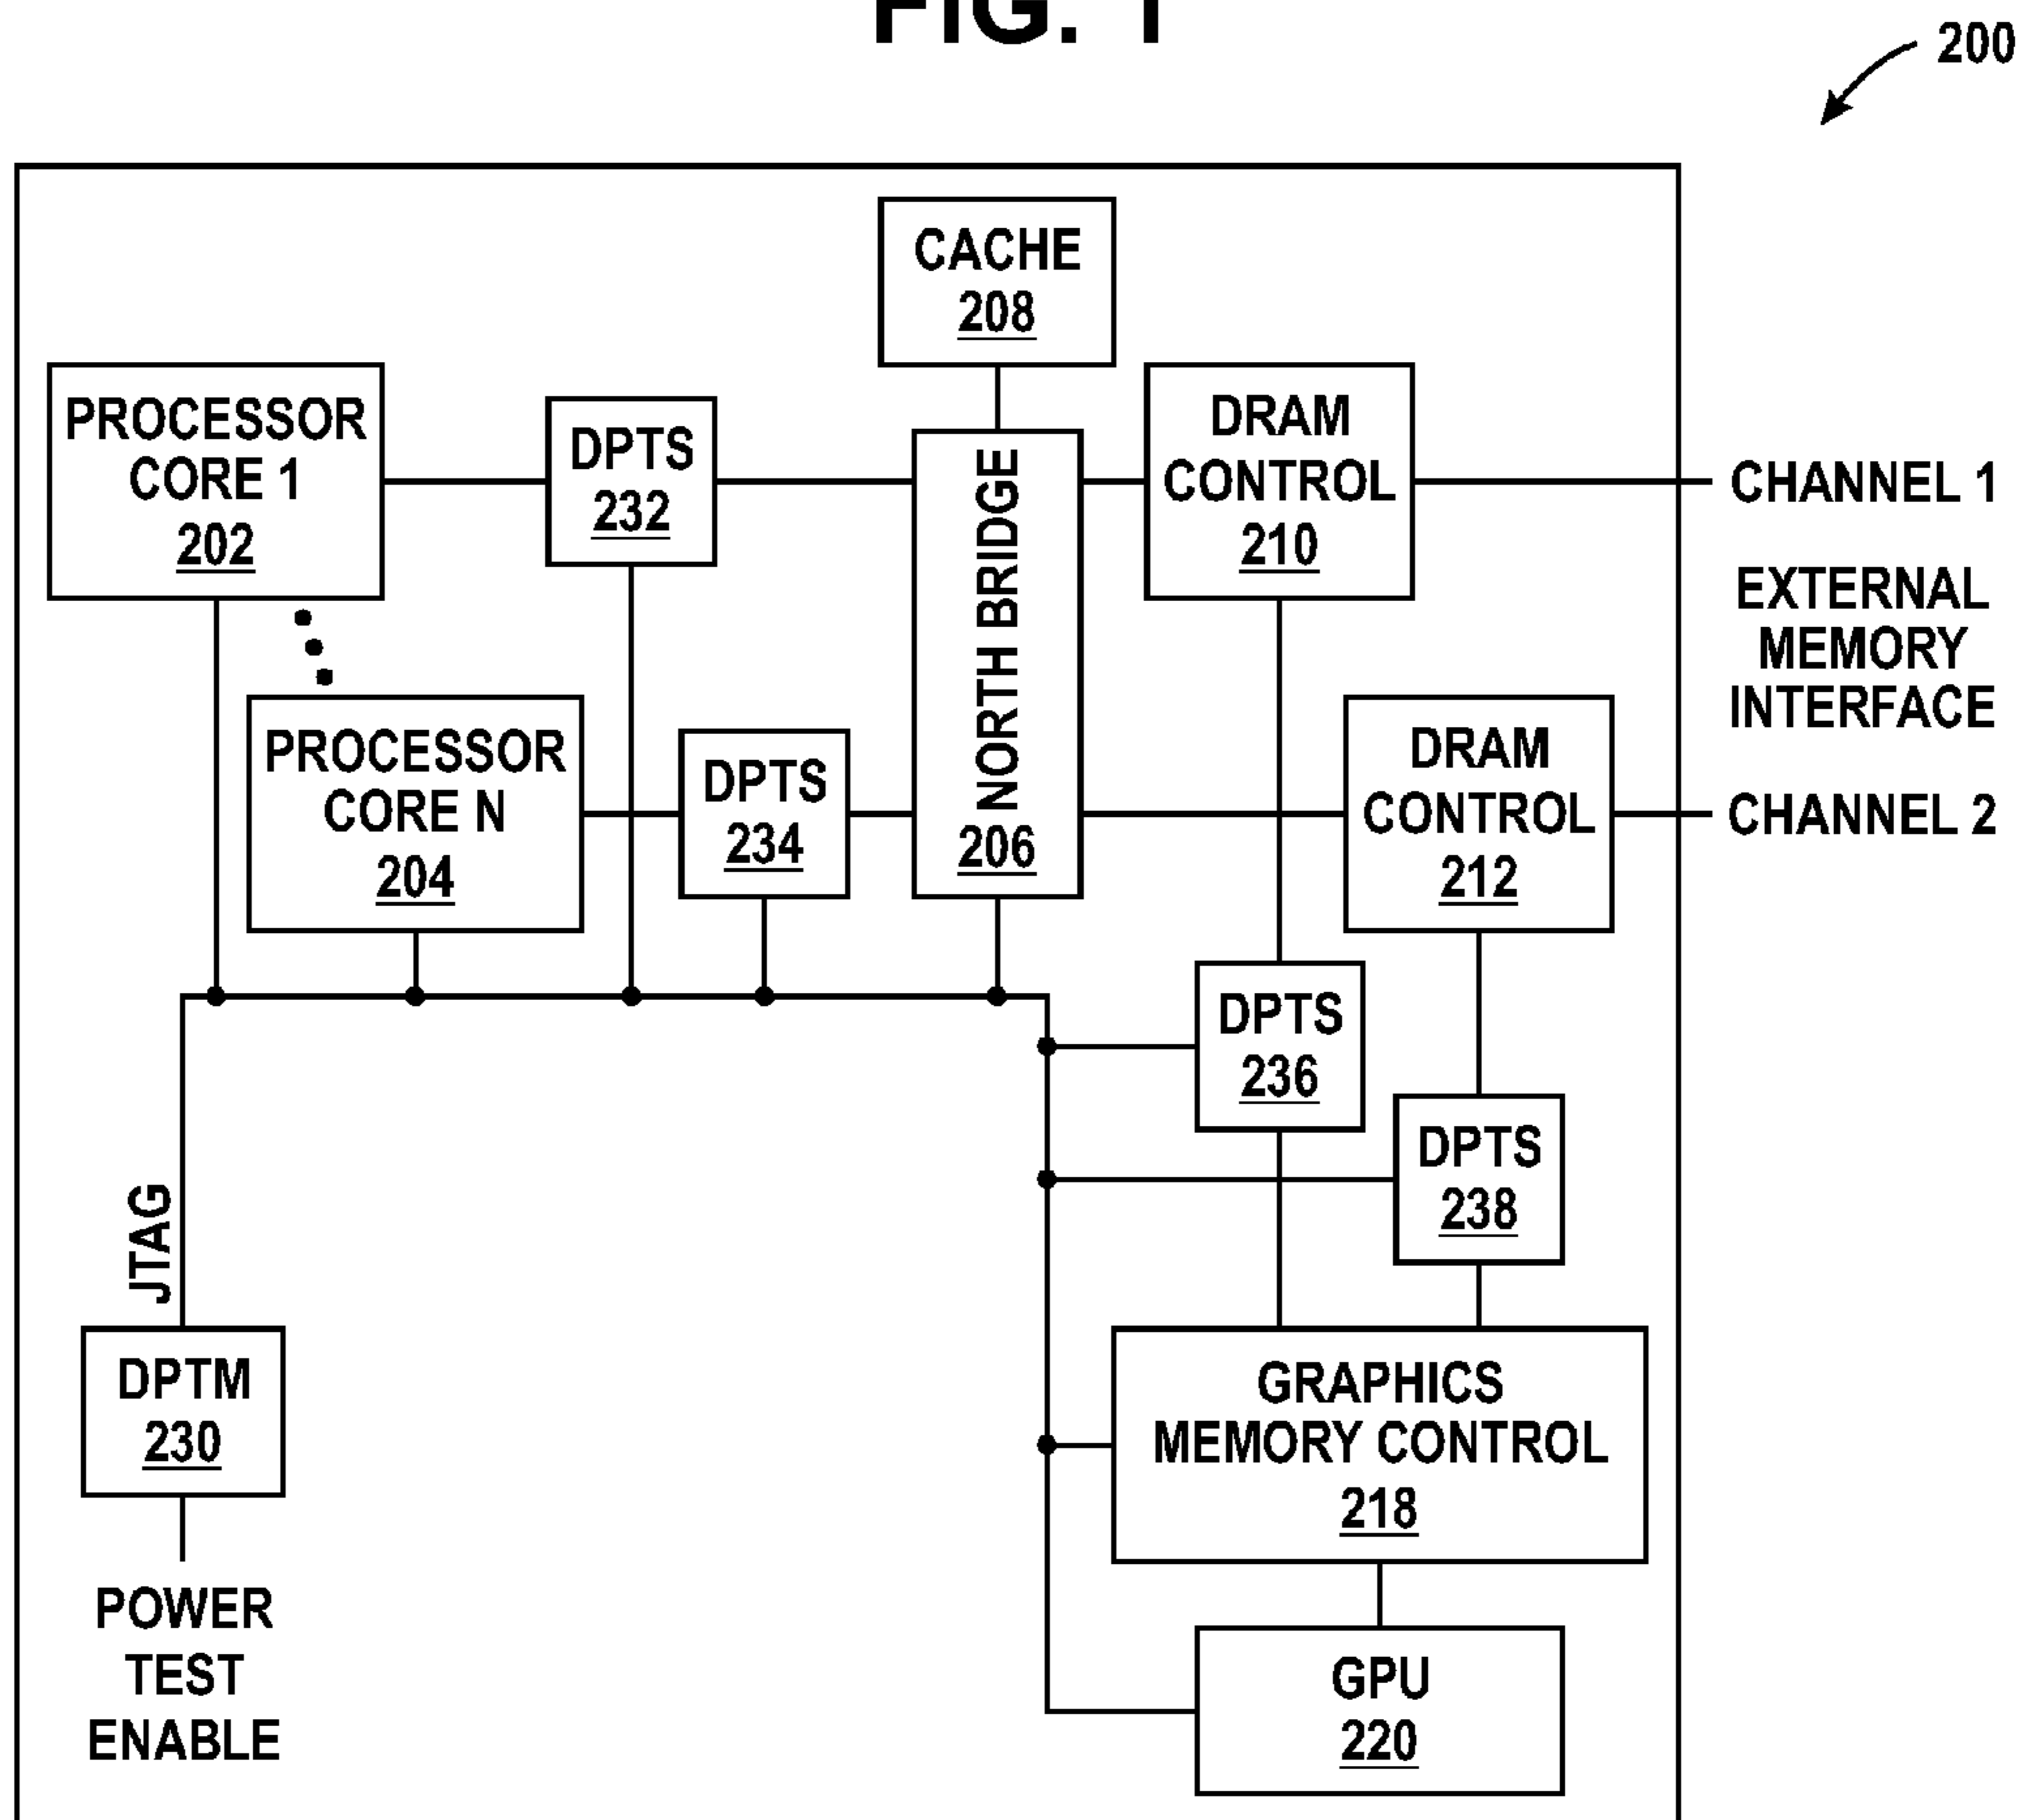 FIG. 1
200
CACHE
208
PROCESSOR
CORE 1
202
DPTS
232
NORTH BRIDGE
206
DRAM
CONTROL
210
CHANNEL 1
EXTERNAL
MEMORY
INTERFACE
PROCESSOR
CORE N
204
DPTS
234
DRAM
CONTROL
212
CHANNEL 2
DPTS
236
DPTS
238
JTAG
DPTM
230
POWER
TEST
ENABLE
GRAPHICS
MEMORY CONTROL
218
GPU
220